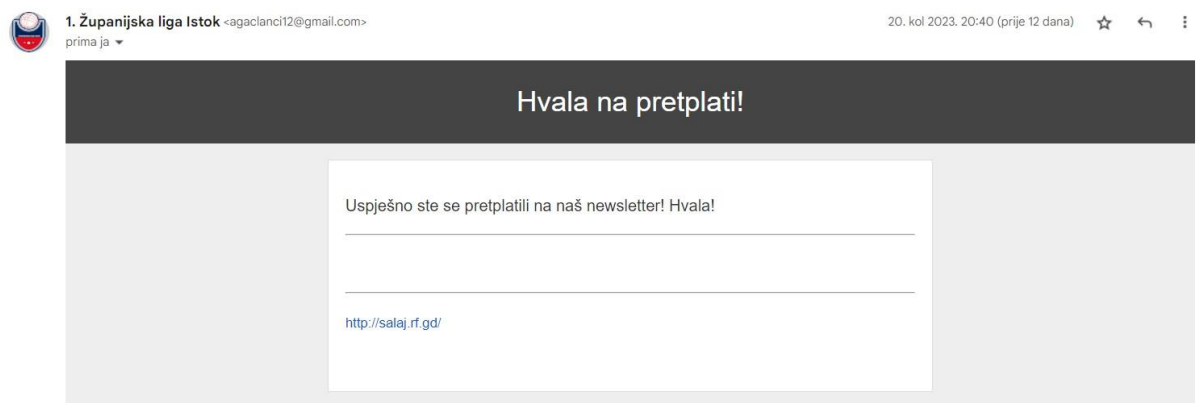 1. Županijska liga Istok <agaclanci12@gmail.com>
20. kol 2023. 20:40 (prije 12 dana)
prima ja
Hvala na pretplati!
Uspješno ste se pretplatili na naš newsletter! Hvala!
http://salaj.rf.gd/